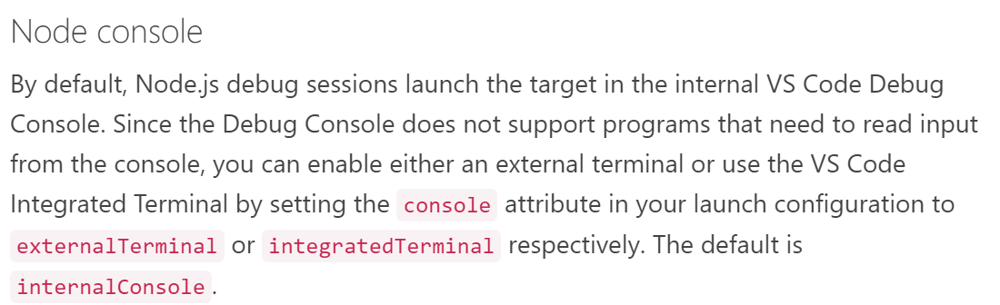 Node console
By default, Node.js debug sessions launch the target in the internal VS Code Debug
Console. Since the Debug Console does not support programs that need to read input
from the console, you can enable either an external terminal or use the VS Code
Integrated Terminal by setting the console attribute in your launch configuration to
externalTerminal or integratedTerminal respectively. The default is
internalConsole.